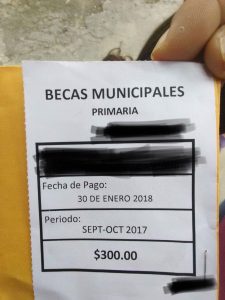 BECAS MUNICIPALES
PRIMARIA
Fecha de Pago:
30 DE ENERO 2018
Periodo:
SEPT-OCT 2017
$300.00